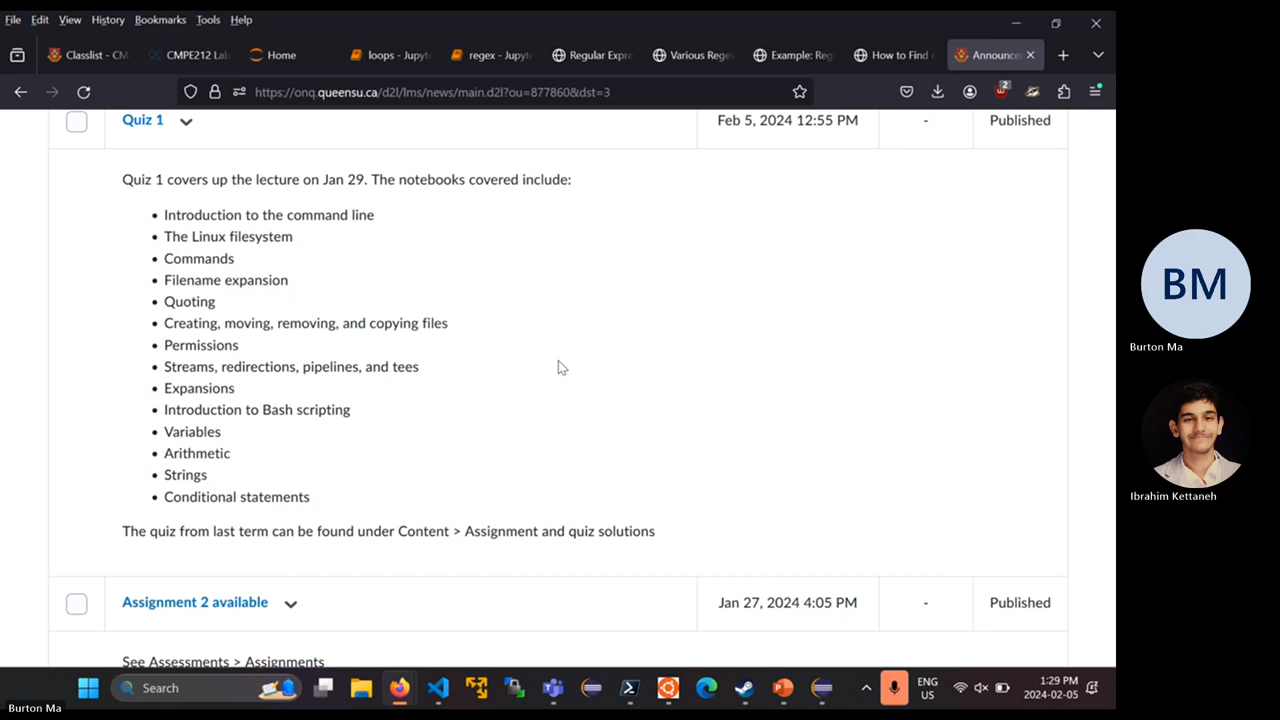 File Edit View History Bookmarks Tools Help
Classlist - CM CMPE212 Lab Home loops - Jupyt regex - Jupyt Regular Expre Various Rege Example: Reg How to Find Announce
https://onq.queensu.ca/d2l/lms/news/main.d2l?ou=877860&dst=3
2
Quiz 1 Feb 5, 2024 12:55 PM - Published
Quiz 1 covers up the lecture on Jan 29. The notebooks covered include:
• Introduction to the command line
• The Linux filesystem
• Commands
• Filename expansion
• Quoting
• Creating, moving, removing, and copying files
• Permissions
• Streams, redirections, pipelines, and tees
• Expansions
• Introduction to Bash scripting
• Variables
• Arithmetic
• Strings
• Conditional statements
The quiz from last term can be found under Content > Assignment and quiz solutions
Assignment 2 available Jan 27, 2024 4:05 PM - Published
See Assessments > Assignments
Search
ENG
US
1:29 PM
2024-02-05
Burton Ma
BM
Burton Ma
Ibrahim Kettaneh